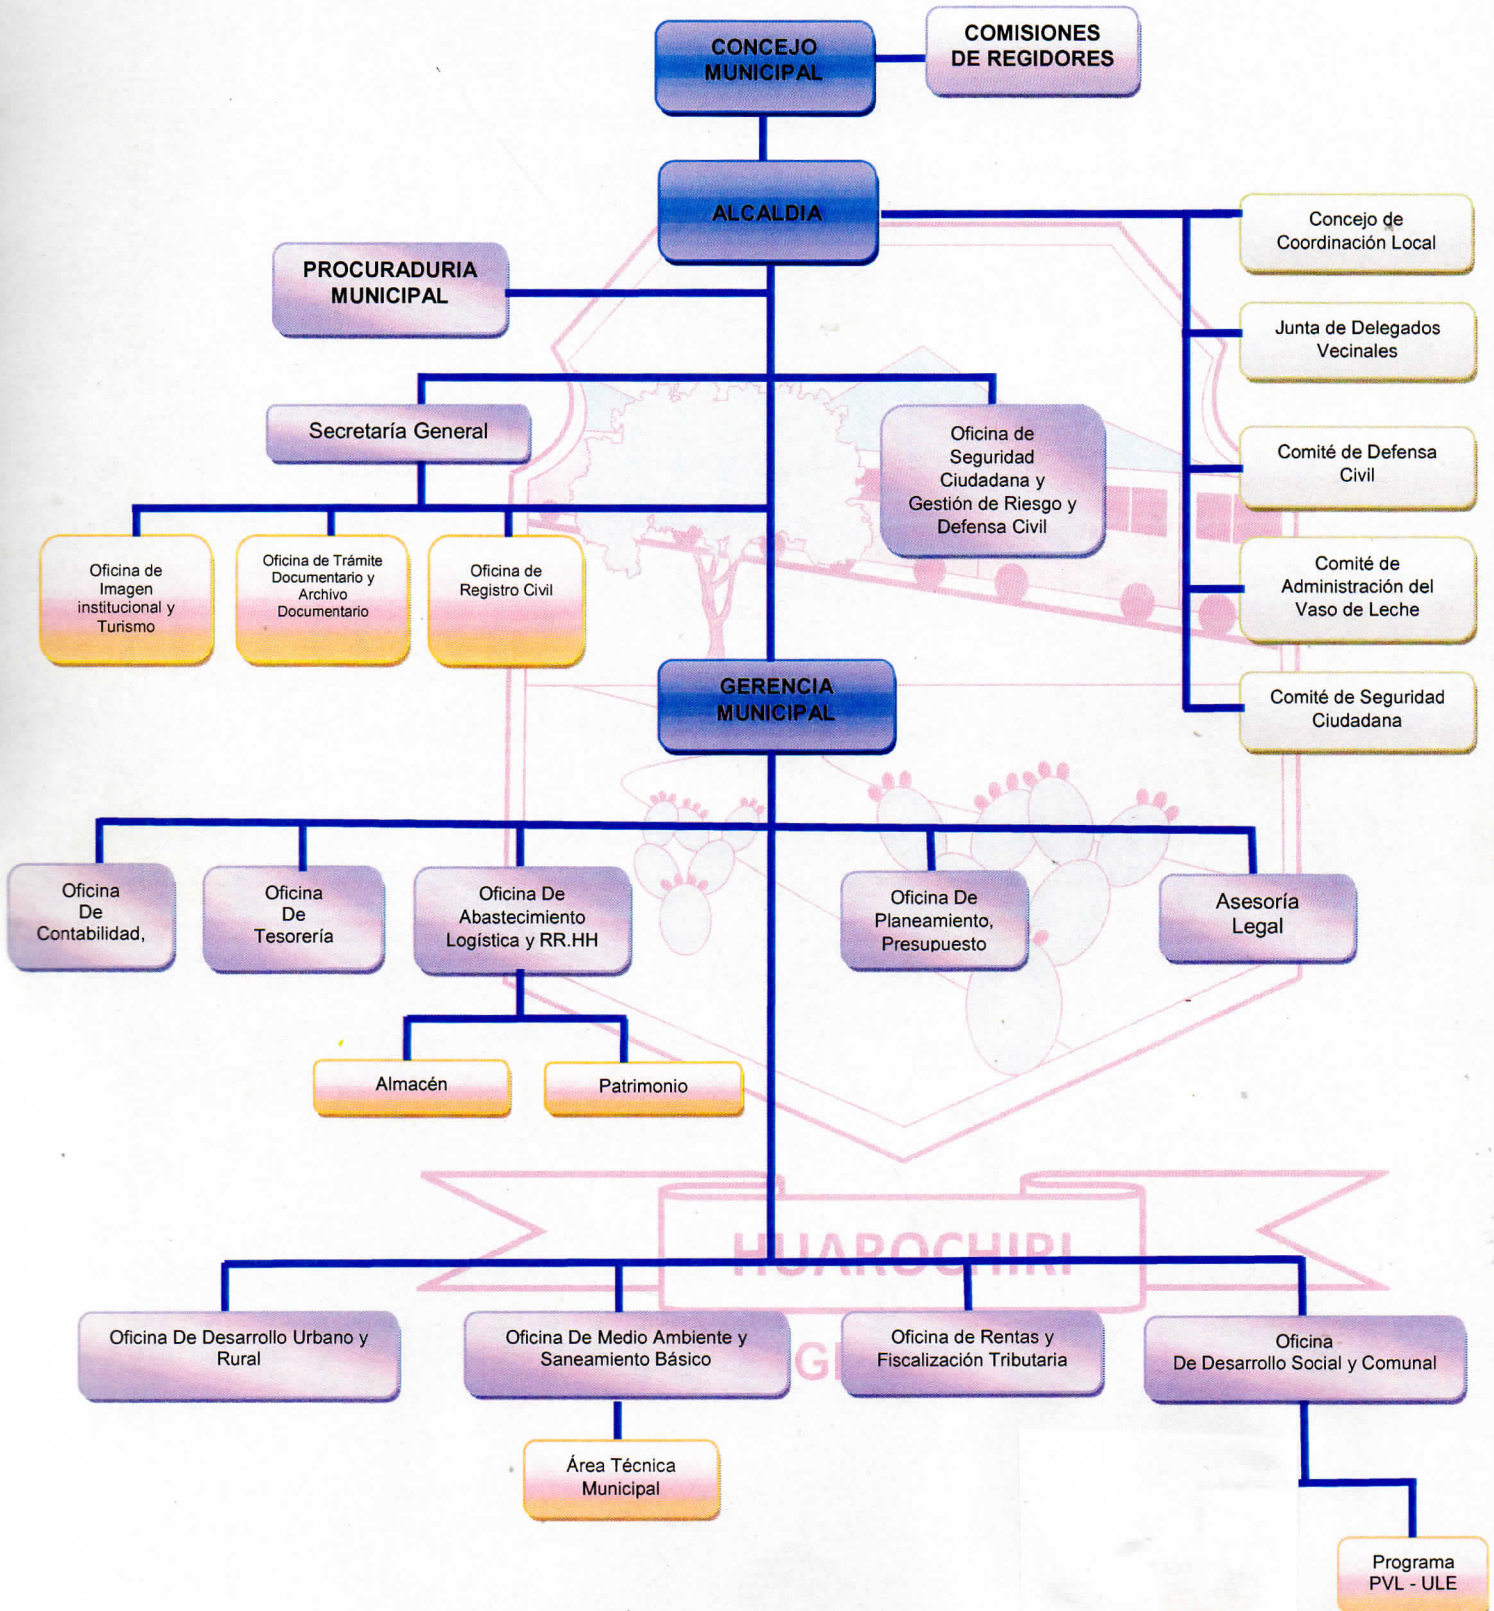 CONCEJO
MUNICIPAL
COMISIONES
DE REGIDORES
ALCALDIA
Concejo de
Coordinación Local
PROCURADURIA
MUNICIPAL
Junta de Delegados
Vecinales
Secretaría General
Oficina de
Seguridad
Ciudadana y
Gestión de Riesgo y
Defensa Civil
Comité de Defensa
Civil
Oficina de
Imagen
institucional y
Turismo
Oficina de Trámite
Documentario y
Archivo
Documentario
Oficina de
Registro Civil
Comité de
Administración del
Vaso de Leche
GERENCIA
MUNICIPAL
Comité de Seguridad
Ciudadana
Oficina
De
Contabilidad,
Oficina
De
Tesorería
Oficina De
Abastecimiento
Logística y RR.HH
Oficina De
Planeamiento,
Presupuesto
Asesoría
Legal
Almacén
Patrimonio
HUAROCHIRI
Oficina De Desarrollo Urbano y
Rural
Oficina De Medio Ambiente y
Saneamiento Básico
Oficina de Rentas y
Fiscalización Tributaria
Oficina
De Desarrollo Social y Comunal
Área Técnica
Municipal
Programa
PVL - ULE